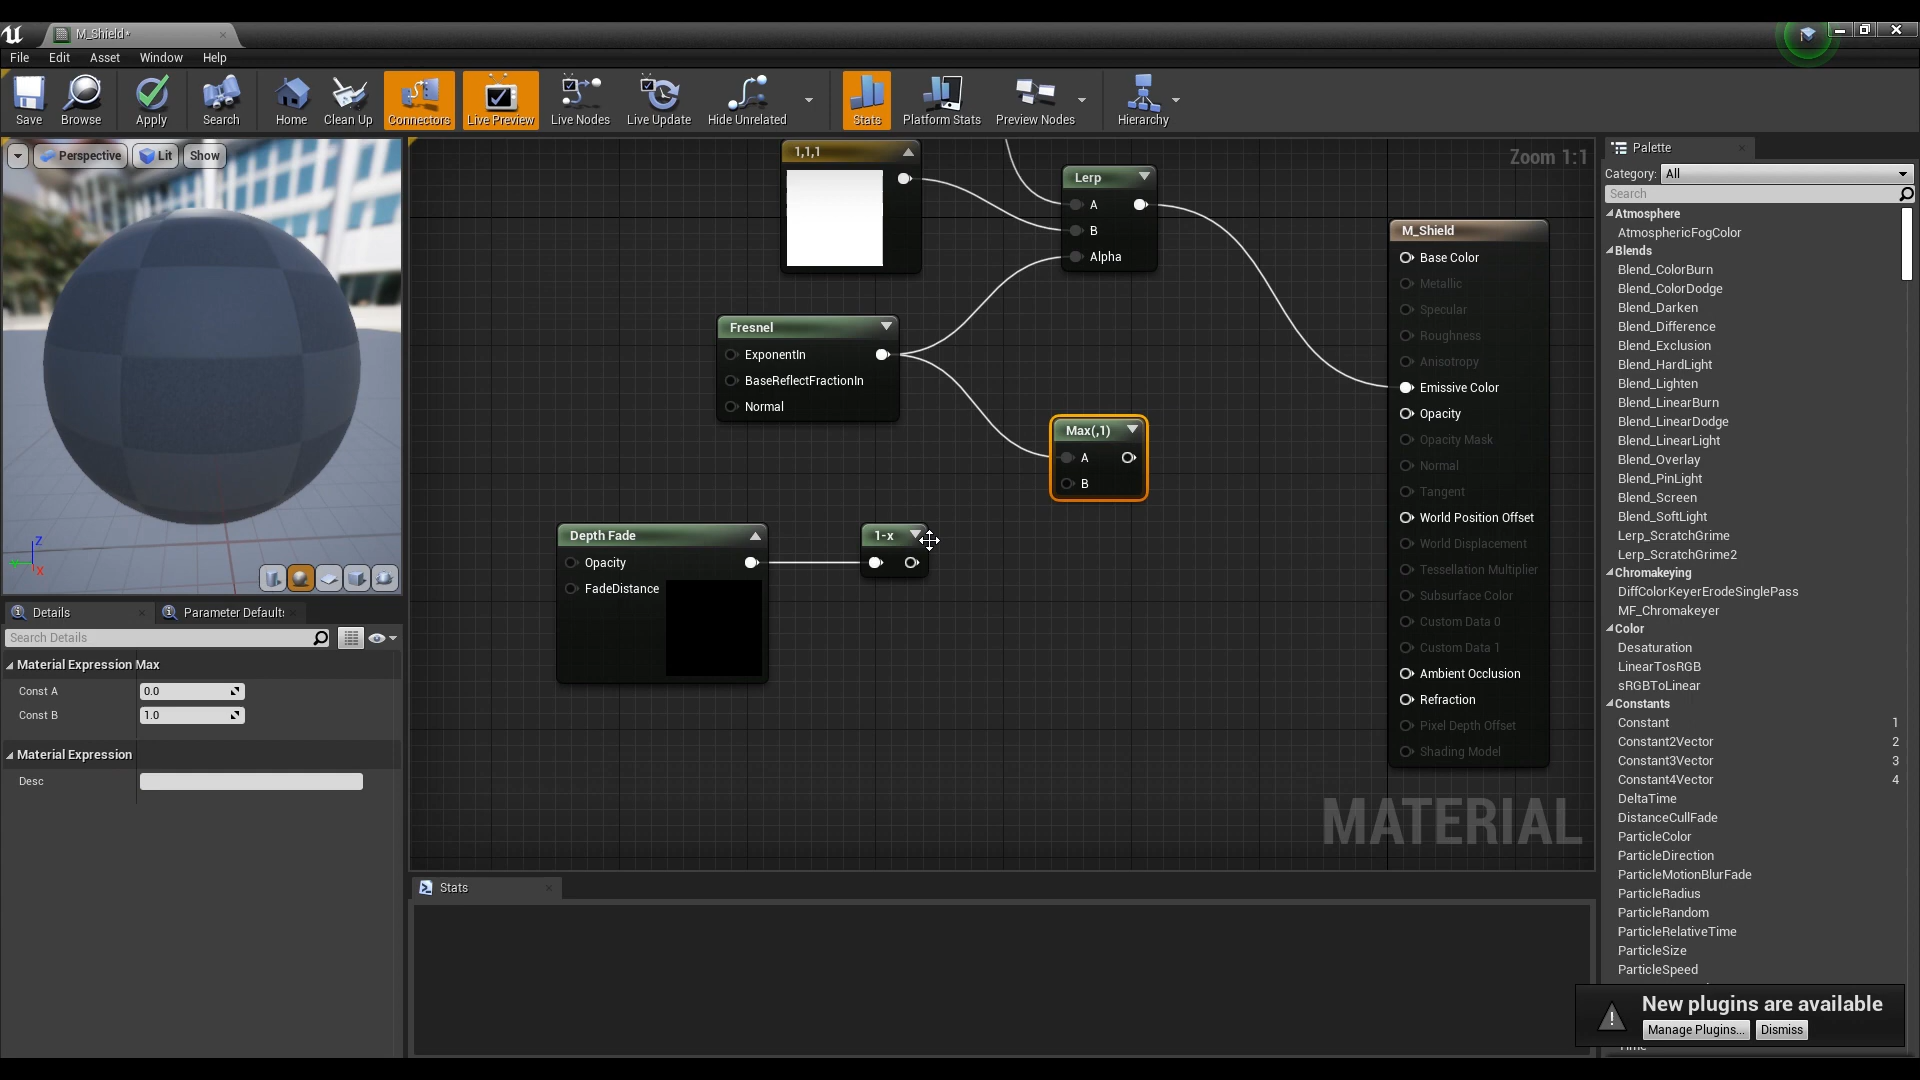 M_Shield*
File Edit Asset Window Help
Save Browse Apply Search Home Clean Up Connectors Live Preview Live Nodes Live Update Hide Unrelated Stats Platform Stats Preview Nodes Hierarchy
Perspective Lit Show
Z
X
Details
Parameter Default
Search Details
Material Expression Max
Const A 0.0
Const B 1.0
Material Expression
Desc
Zoom 1:1
1,1,1
Lerp
A
B
Alpha
Fresnel
ExponentIn
BaseReflectFractionIn
Normal
Max(,1)
A
B
Depth Fade
Opacity
FadeDistance
1-x
M_Shield
Base Color
Metallic
Specular
Roughness
Anisotropy
Emissive Color
Opacity
Opacity Mask
Normal
Tangent
World Position Offset
World Displacement
Tessellation Multiplier
Subsurface Color
Custom Data 0
Custom Data 1
Ambient Occlusion
Refraction
Pixel Depth Offset
Shading Model
MATERIAL
Stats
Palette
Category: All
Search
Atmosphere
AtmosphericFogColor
Blends
Blend_ColorBurn
Blend_ColorDodge
Blend_Darken
Blend_Difference
Blend_Exclusion
Blend_HardLight
Blend_Lighten
Blend_LinearBurn
Blend_LinearDodge
Blend_LinearLight
Blend_Overlay
Blend_PinLight
Blend_Screen
Blend_SoftLight
Lerp_ScratchGrime
Lerp_ScratchGrime2
Chromakeying
DiffColorKeyerErodeSinglePass
MF_Chromakeyer
Color
Desaturation
LinearTosRGB
sRGBToLinear
Constants
Constant 1
Constant2Vector 2
Constant3Vector 3
Constant4Vector 4
DeltaTime
DistanceCullFade
ParticleColor
ParticleDirection
ParticleMotionBlurFade
ParticleRadius
ParticleRandom
ParticleRelativeTime
ParticleSize
ParticleSpeed
New plugins are available
Manage Plugins... Dismiss